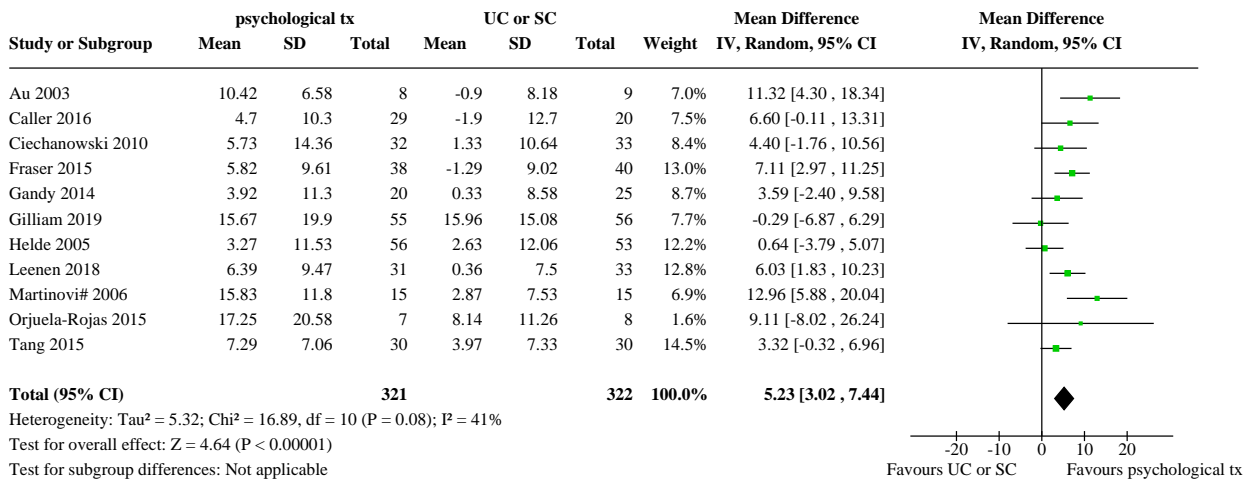 psychological tx UC or SC Mean Difference Mean Difference
Study or Subgroup Mean SD Total Mean SD Total Weight IV, Random, 95% CI IV, Random, 95% CI
Au 2003 10.42 6.58 8 -0.9 8.18 9 7.0% 11.32 [4.30 , 18.34]
Caller 2016 4.7 10.3 29 -1.9 12.7 20 7.5% 6.60 [-0.11 , 13.31]
Ciechanowski 2010 5.73 14.36 32 1.33 10.64 33 8.4% 4.40 [-1.76 , 10.56]
Fraser 2015 5.82 9.61 38 -1.29 9.02 40 13.0% 7.11 [2.97 , 11.25]
Gandy 2014 3.92 11.3 20 0.33 8.58 25 8.7% 3.59 [-2.40 , 9.58]
Gilliam 2019 15.67 19.9 55 15.96 15.08 56 7.7% -0.29 [-6.87 , 6.29]
Helde 2005 3.27 11.53 56 2.63 12.06 53 12.2% 0.64 [-3.79 , 5.07]
Leenen 2018 6.39 9.47 31 0.36 7.5 33 12.8% 6.03 [1.83 , 10.23]
Martinovi# 2006 15.83 11.8 15 2.87 7.53 15 6.9% 12.96 [5.88 , 20.04]
Orjuela-Rojas 2015 17.25 20.58 7 8.14 11.26 8 1.6% 9.11 [-8.02 , 26.24]
Tang 2015 7.29 7.06 30 3.97 7.33 30 14.5% 3.32 [-0.32 , 6.96]
Total (95% CI) 321 322 100.0% 5.23 [3.02 , 7.44]
Heterogeneity: Tau² = 5.32; Chi² = 16.89, df = 10 (P = 0.08); I² = 41%
Test for overall effect: Z = 4.64 (P < 0.00001)
Test for subgroup differences: Not applicable
-20 -10 0 10 20
Favours UC or SC Favours psychological tx